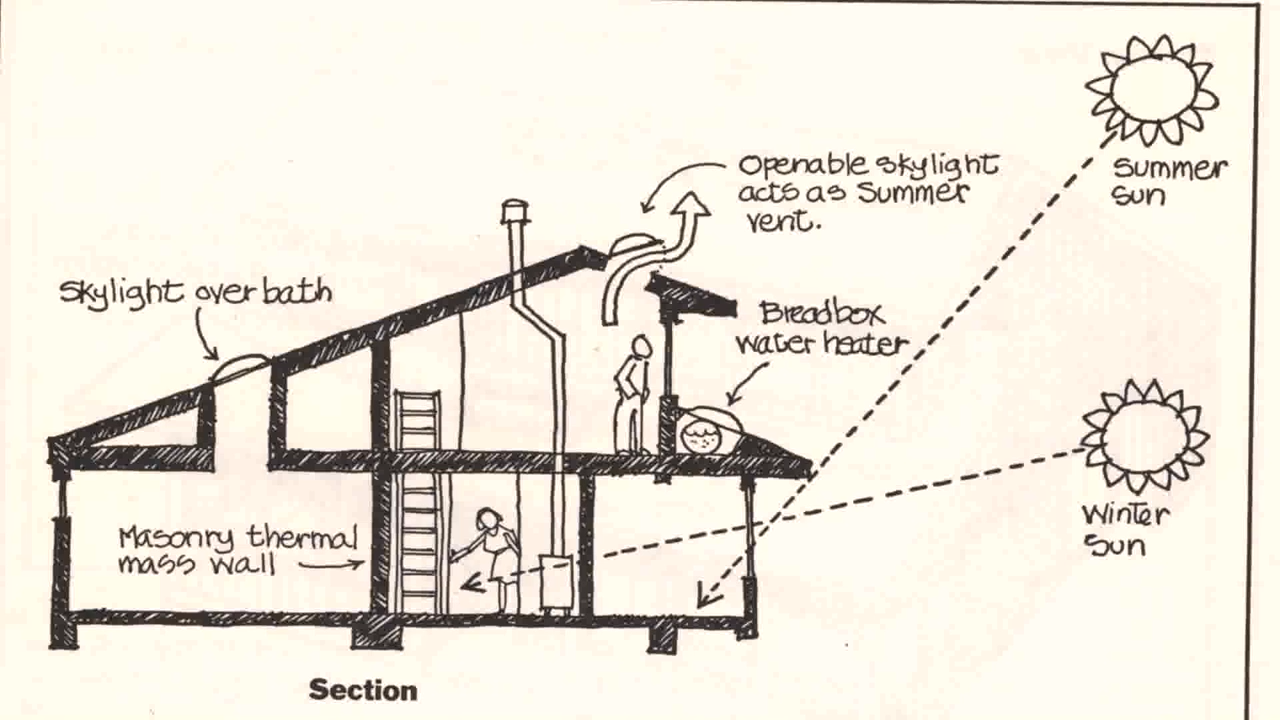 Openable skylight
acts as Summer
vent.
Summer
Sun
Skylight over bath
Breadbox
water heater
Winter
Sun
Masonry thermal
mass wall
Section